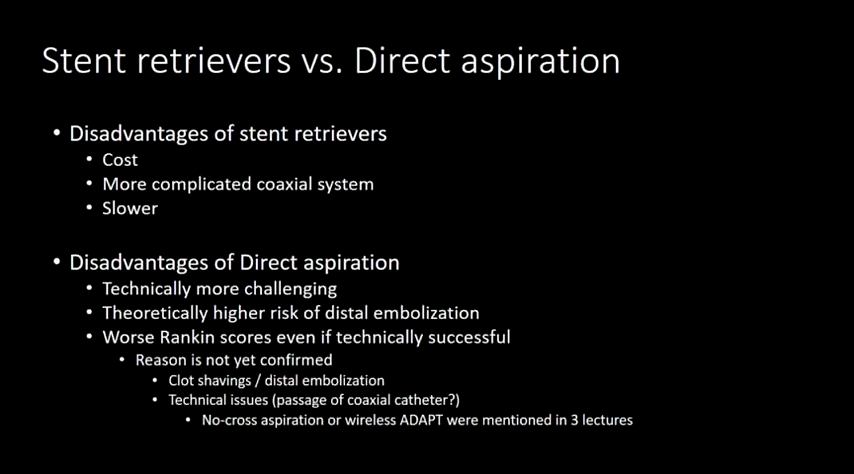 Stent retrievers vs. Direct aspiration
• Disadvantages of stent retrievers
• Cost
• More complicated coaxial system
• Slower
• Disadvantages of Direct aspiration
• Technically more challenging
• Theoretically higher risk of distal embolization
• Worse Rankin scores even if technically successful
• Reason is not yet confirmed
• Clot shavings / distal embolization
• Technical issues (passage of coaxial catheter?)
• No-cross aspiration or wireless ADAPT were mentioned in 3 lectures